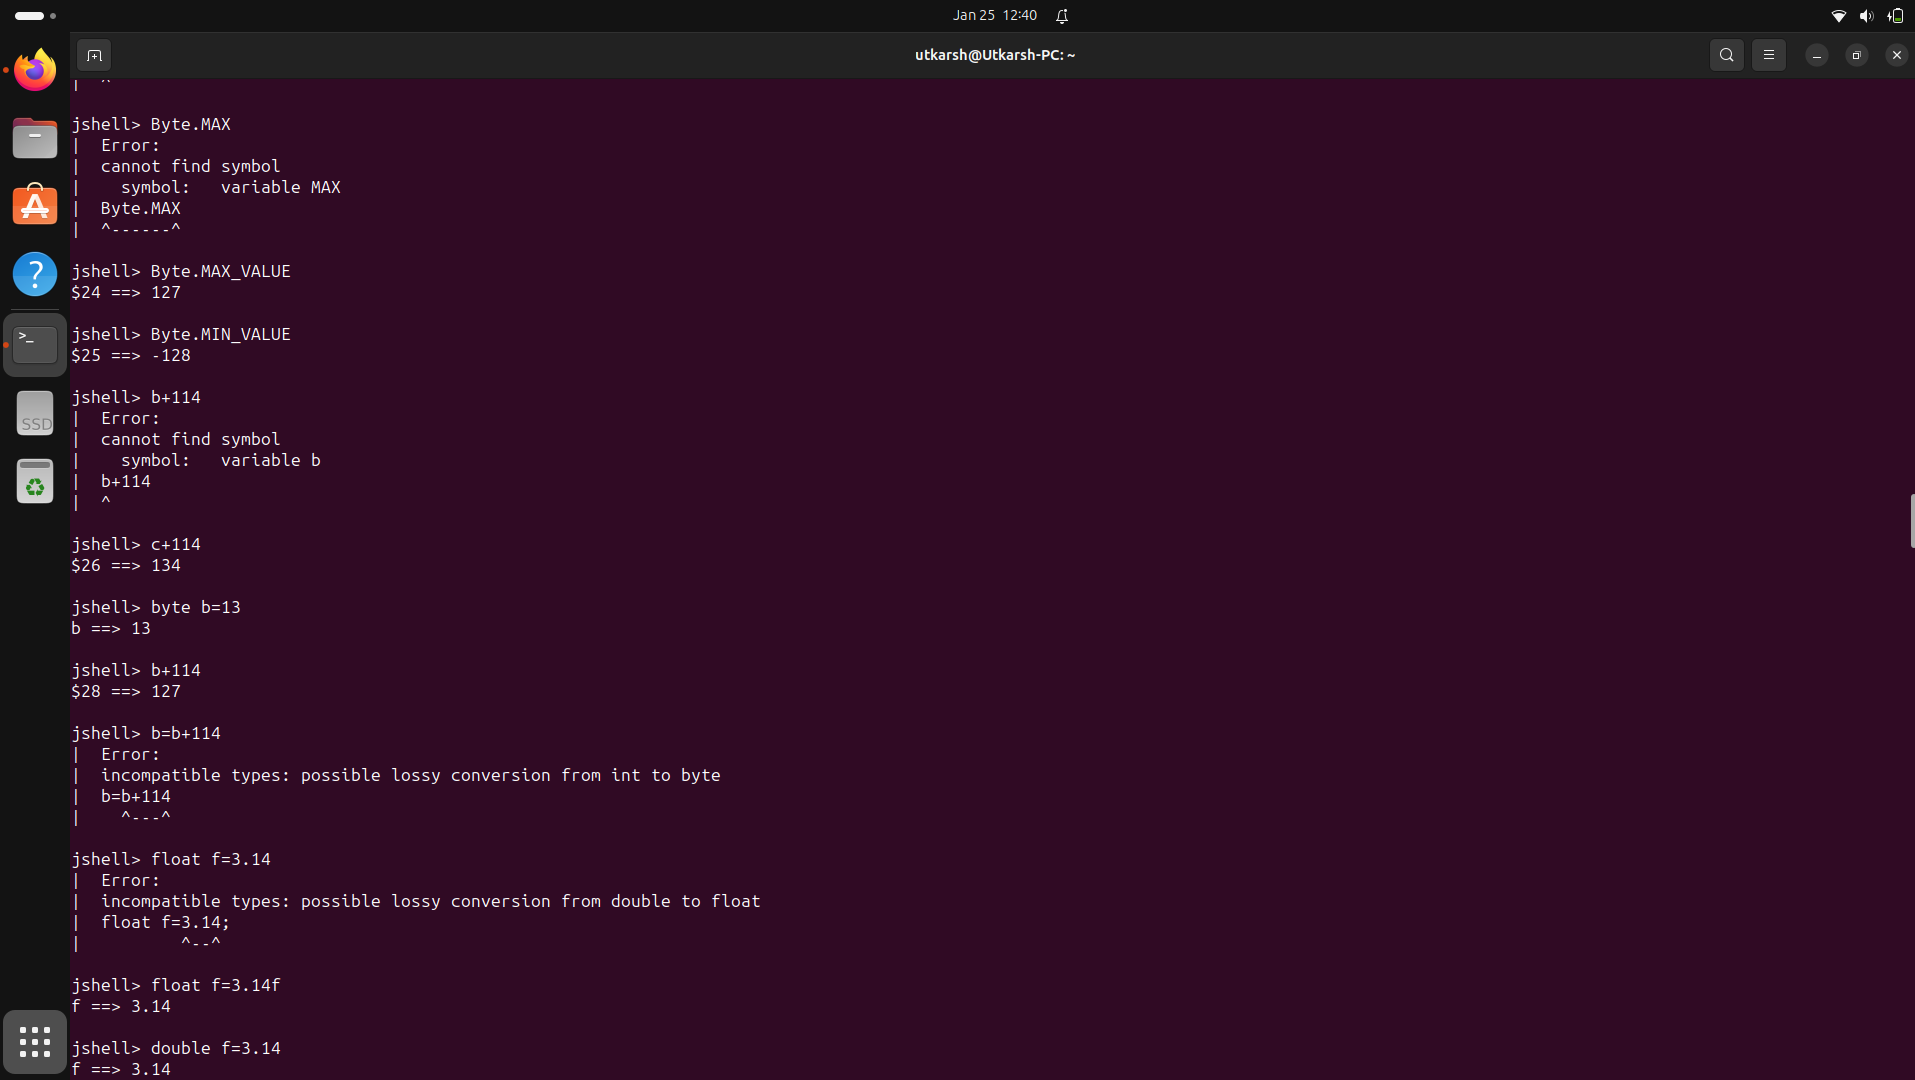 Jan 25 12:40
utkarsh@Utkarsh-PC: ~
| ^
jshell> Byte.MAX
| Error:
| cannot find symbol
| symbol: variable MAX
| Byte.MAX
| ^------^
jshell> Byte.MAX_VALUE
$24 ==> 127
jshell> Byte.MIN_VALUE
$25 ==> -128
jshell> b+114
| Error:
| cannot find symbol
| symbol: variable b
| b+114
| ^
jshell> c+114
$26 ==> 134
jshell> byte b=13
b ==> 13
jshell> b+114
$28 ==> 127
jshell> b=b+114
| Error:
| incompatible types: possible lossy conversion from int to byte
| b=b+114
| ^---^
jshell> float f=3.14
| Error:
| incompatible types: possible lossy conversion from double to float
| float f=3.14;
| ^--^
jshell> float f=3.14f
f ==> 3.14
jshell> double f=3.14
f ==> 3.14
SSD